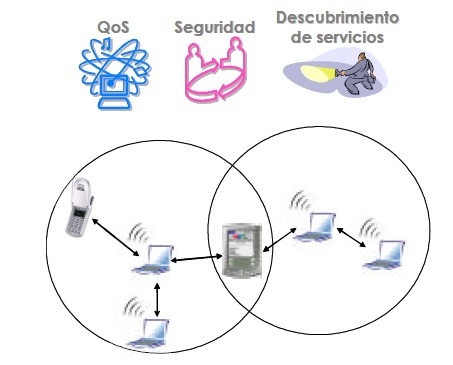 QoS
Seguridad
Descubrimiento
de servicios